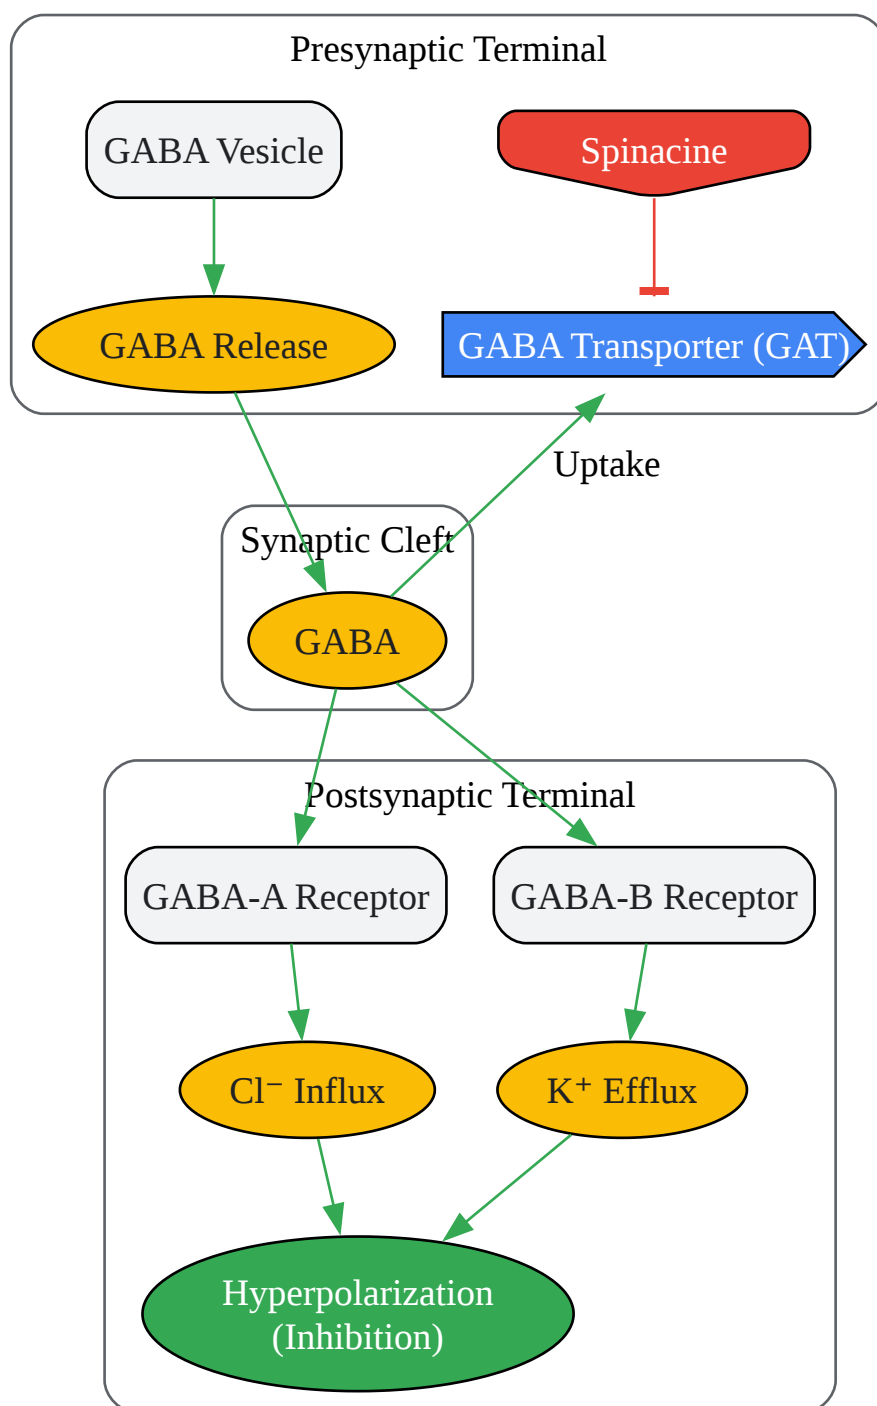 Presynaptic Terminal
GABA Vesicle
Spinacine
GABA Release
GABA Transporter (GAT)
Uptake
Synaptic Cleft
GABA
Postsynaptic Terminal
GABA-A Receptor
GABA-B Receptor
Cl⁻ Influx
K⁺ Efflux
Hyperpolarization
(Inhibition)